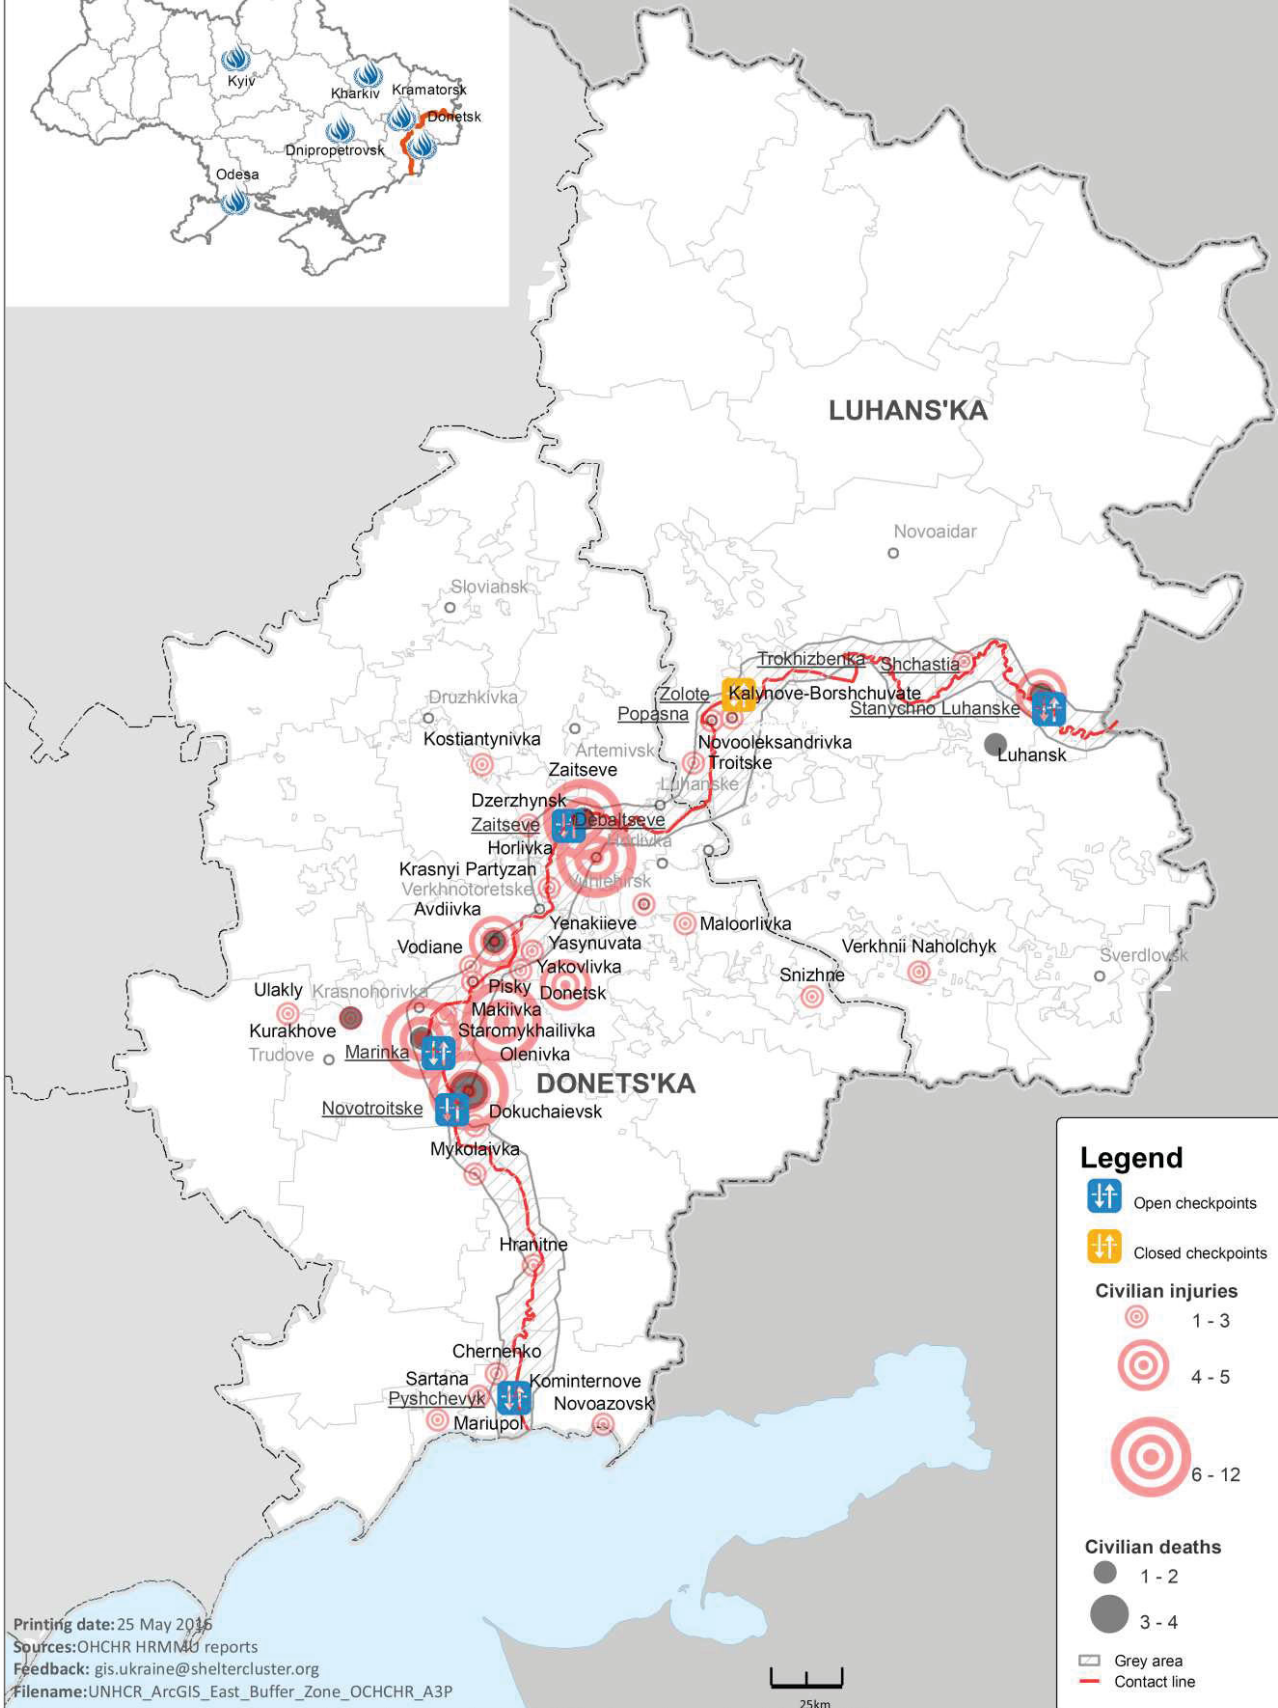 Kyiv
Kharkiv
Kramatorsk
Donetsk
Dnipropetrovsk
Odesa
LUHANS'KA
Novoaidar
Sloviansk
Trokhizbenka
Shchastia
Druzhkivka
Zolote
Kalynove-Borshchuvate
Popasna
Stanychno Luhanske
Kostiantynivka
Artemivsk
Novooleksandrivka
Luhansk
Zaitseve
Troitske
Luhanske
Dzerzhynsk
Zaitseve
Debaltseve
Horlivka
Horlivka
Krasnyi Partyzan
Verkhnotoretske
Vuhlehirsk
Avdiivka
Yenakiieve
Maloorlivka
Vodiane
Yasynuvata
Verkhnii Naholchyk
Sverdlovsk
Yakovlivka
Snizhne
Ulakly
Krasnohorivka
Pisky
Donetsk
Makiivka
Kurakhove
Staromykhailivka
Trudove
Marinka
Olenivka
DONETS'KA
Novotroitske
Dokuchaievsk
Mykolaivka
Hranitne
Chernenko
Sartana
Kominternove
Pyshchevyk
Novoazovsk
Mariupol
Legend
Open checkpoints
Closed checkpoints
Civilian injuries
1 - 3
4 - 5
6 - 12
Civilian deaths
1 - 2
3 - 4
Grey area
Contact line
Printing date: 25 May 2016
Sources:OHCHR HRMMU reports
Feedback: gis.ukraine@sheltercluster.org
Filename:UNHCR_ArcGIS_East_Buffer_Zone_OCHCHR_A3P
25km